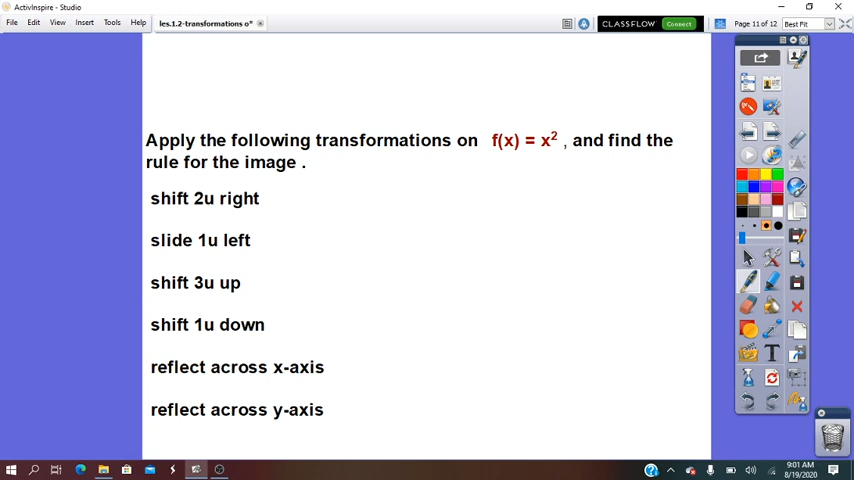 ActivInspire - Studio
File Edit View Insert Tools Help les.1.2-transformations o* CLASSFLOW Connect Page 11 of 12 Best Fit
Apply the following transformations on f(x) = x² , and find the
rule for the image .
shift 2u right
slide 1u left
shift 3u up
shift 1u down
reflect across x-axis
reflect across y-axis
9:01 AM
8/19/2020